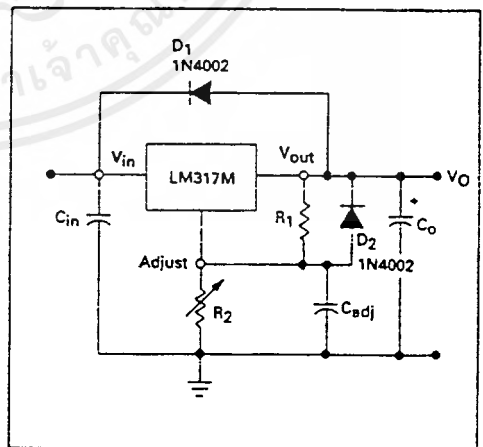 D1
1N4002
Vin
LM317M
Vout
VO
Cin
R1
D2
1N4002
+
Co
Adjust
R2
Cadj